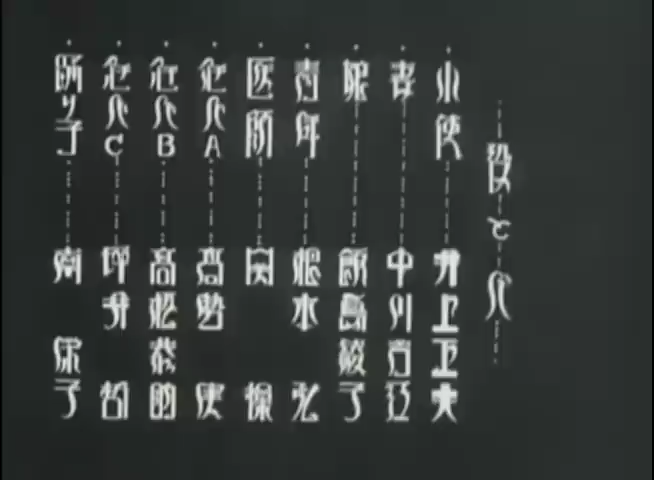 役と人
小使 井上正夫
妻 中川芳江
娘 飯島綾子
青年 根本弘
医師 関操
狂人A 高勢実
狂人B 高松恭助
狂人C 坪井哲
踊り子 南栄子